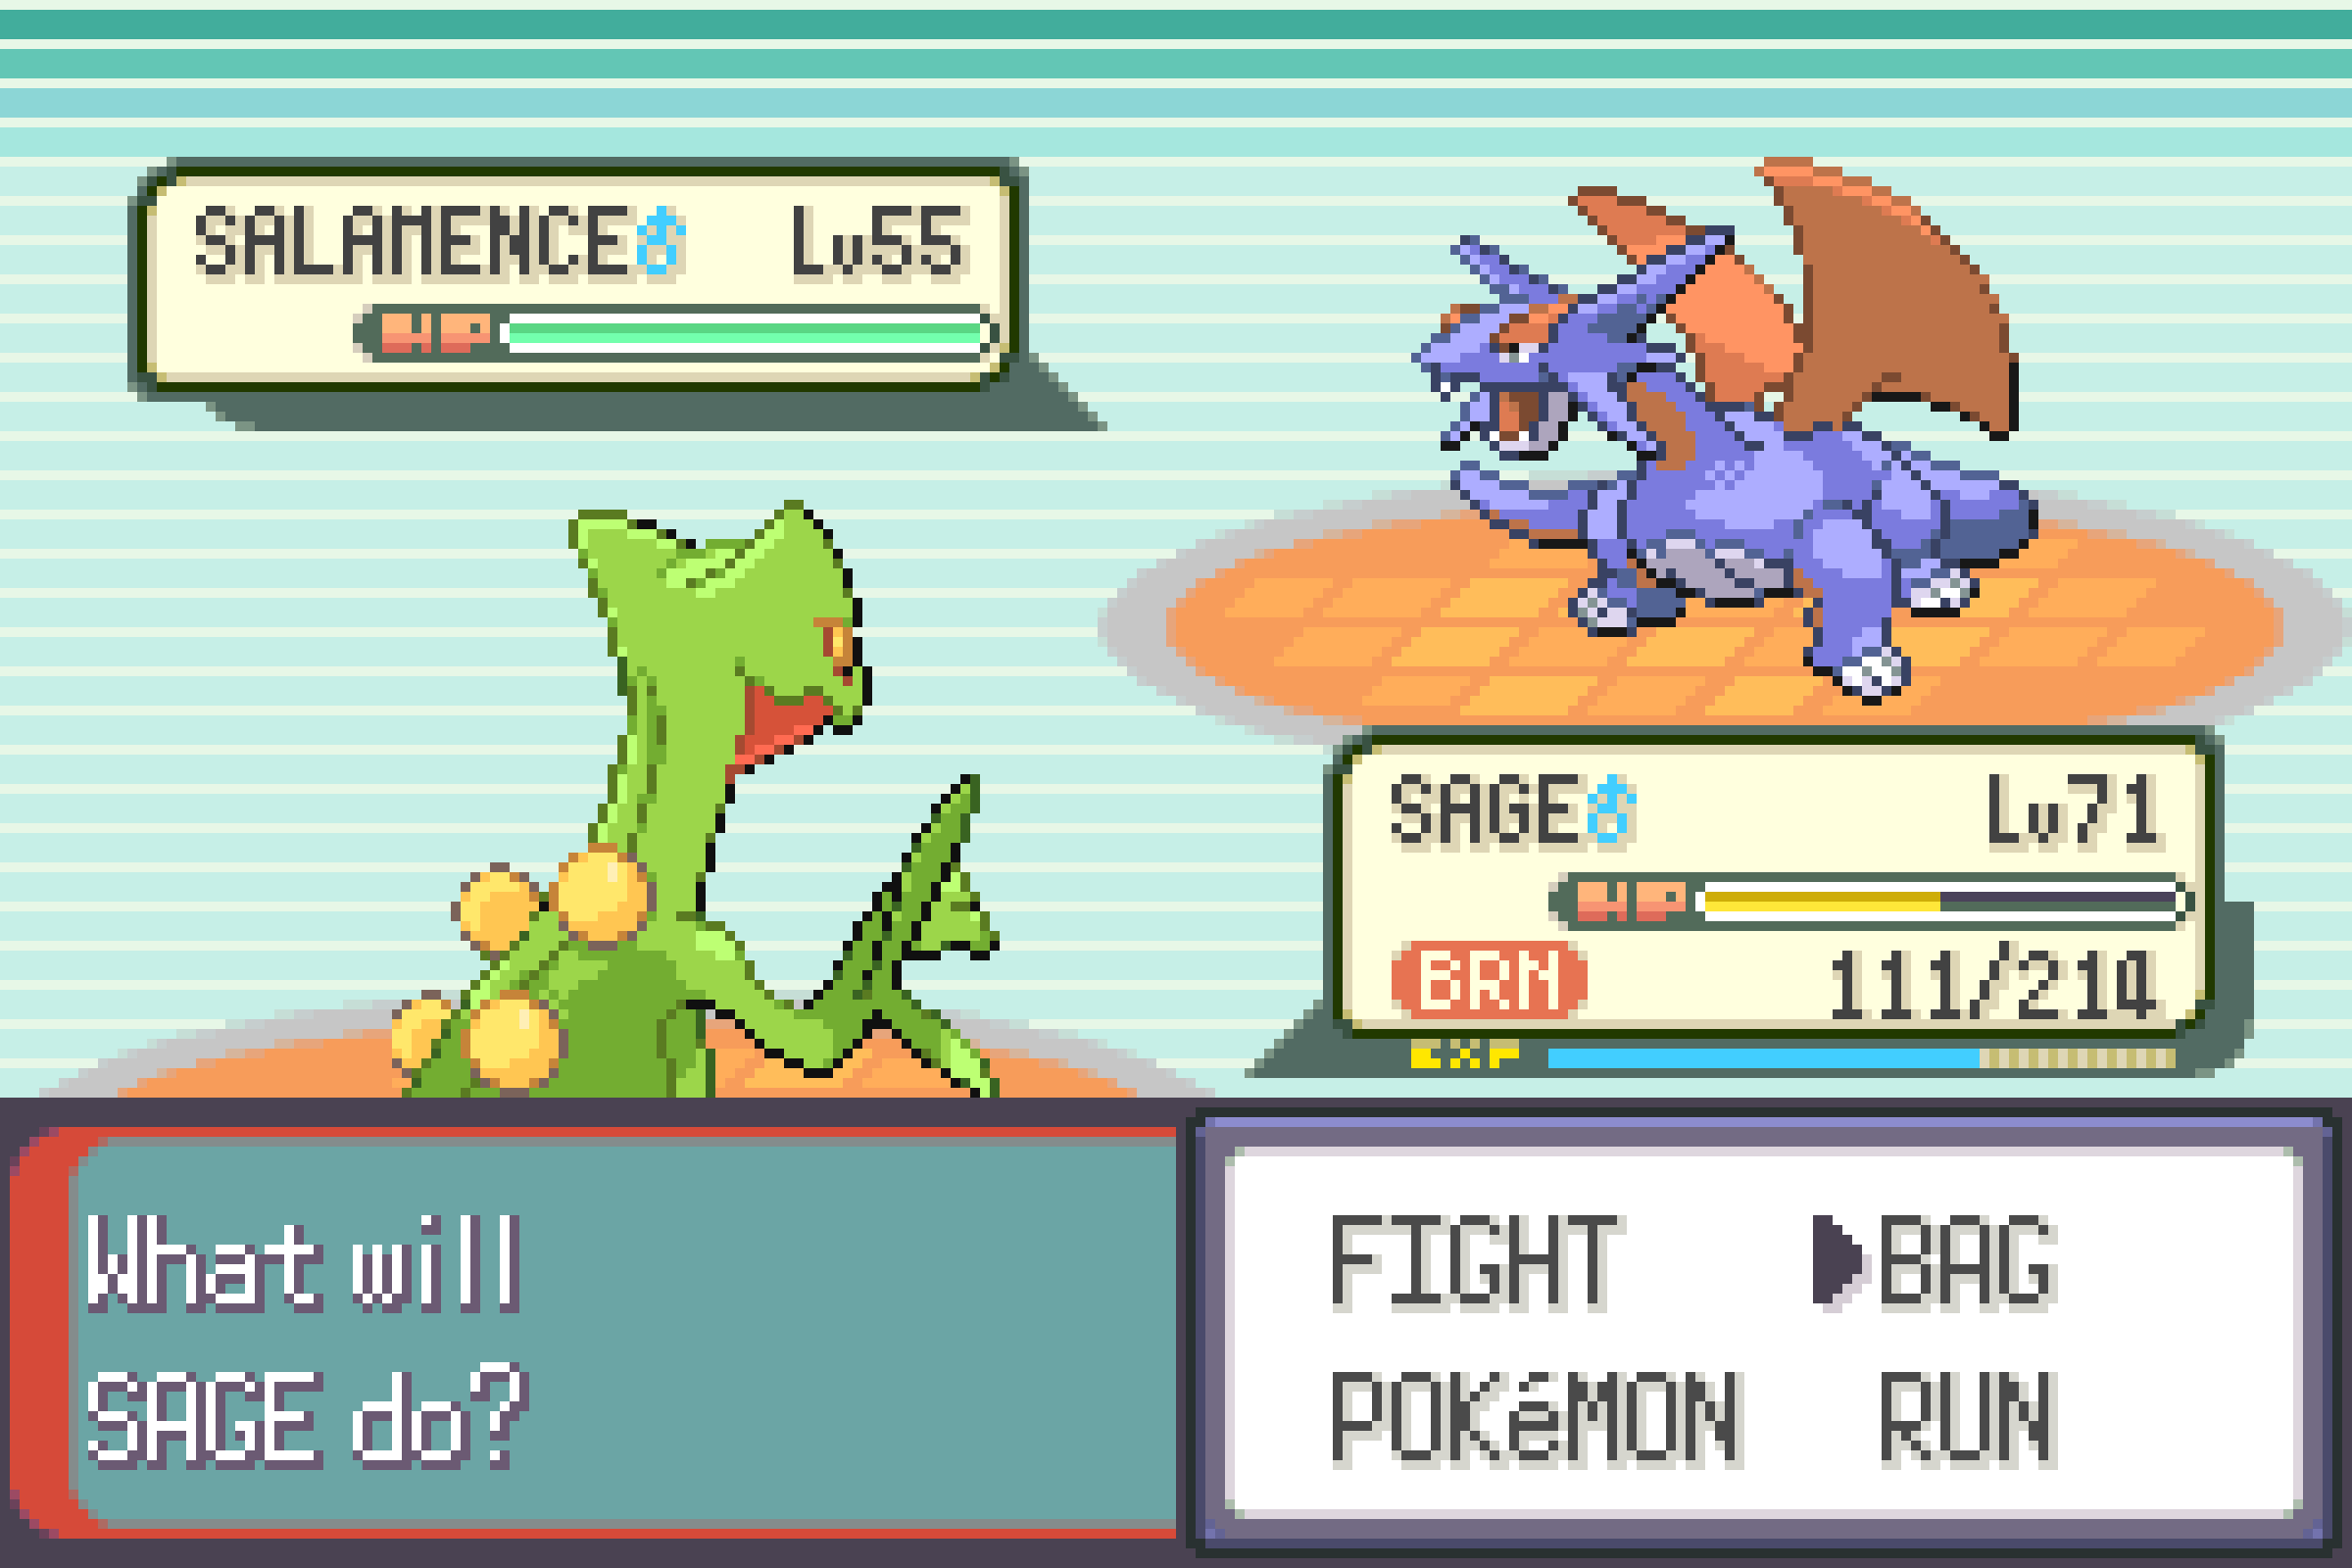 SALAMENCE♂ Lv55
HP
SAGE♂ Lv71
HP
BRN 111/214
EXP
What will
SAGE do?
FIGHT ▶BAG
POKéMON RUN